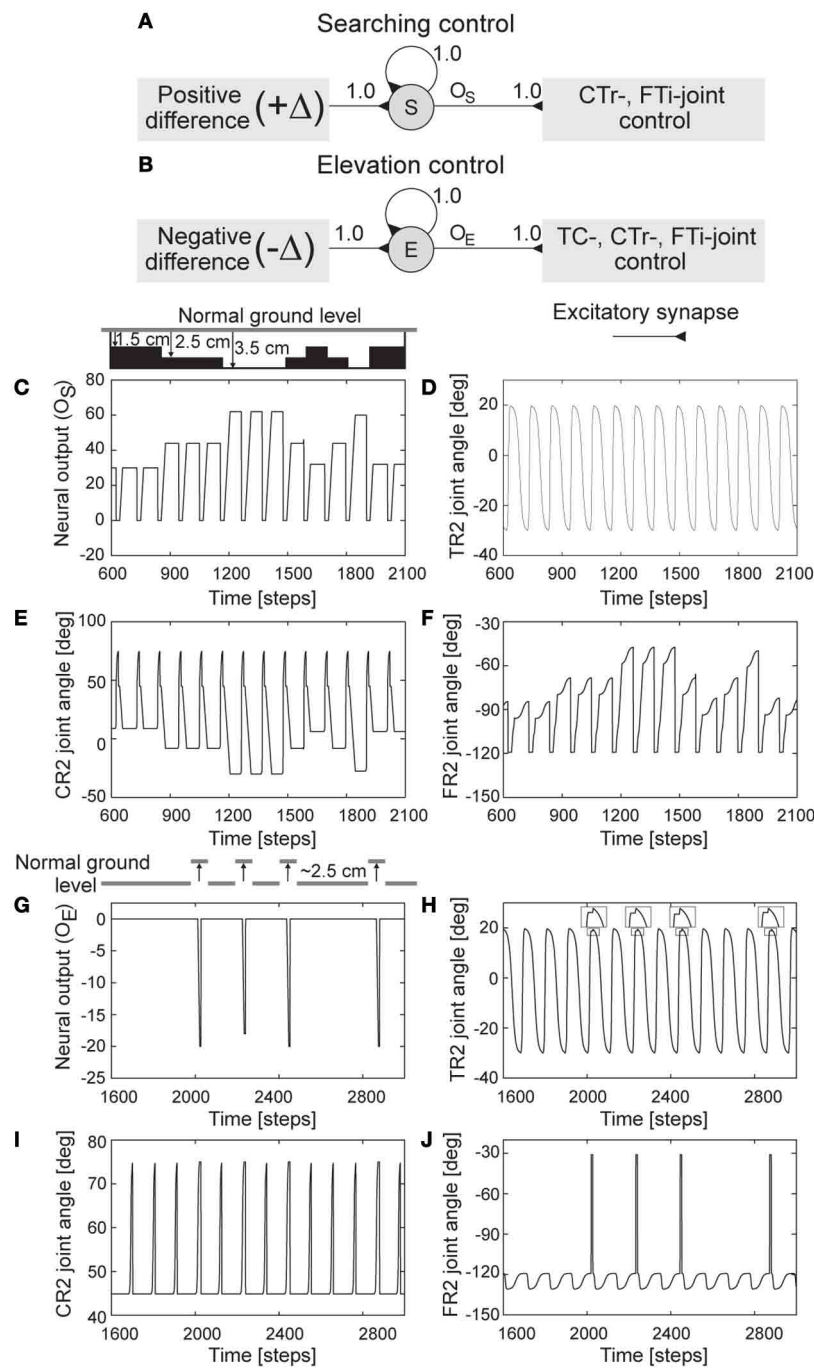 A
Searching control
1.0
Positive difference (+Δ)
1.0
S
O_S
1.0
CTr-, FTi-joint control
B
Elevation control
1.0
Negative difference (-Δ)
1.0
E
O_E
1.0
TC-, CTr-, FTi-joint control
Normal ground level
1.5 cm
2.5 cm
3.5 cm
Excitatory synapse
C
Neural output (O_S)
80
60
40
20
0
-20
600 900 1200 1500 1800 2100
Time [steps]
D
TR2 joint angle [deg]
20
0
-20
-40
600 900 1200 1500 1800 2100
Time [steps]
E
CR2 joint angle [deg]
100
50
0
-50
600 900 1200 1500 1800 2100
Time [steps]
F
FR2 joint angle [deg]
-30
-60
-90
-120
-150
600 900 1200 1500 1800 2100
Time [steps]
Normal ground level
~2.5 cm
G
Neural output (O_E)
0
-5
-10
-15
-20
-25
1600 2000 2400 2800
Time [steps]
H
TR2 joint angle [deg]
20
0
-20
-40
1600 2000 2400 2800
Time [steps]
I
CR2 joint angle [deg]
80
70
60
50
40
1600 2000 2400 2800
Time [steps]
J
FR2 joint angle [deg]
-30
-60
-90
-120
-150
1600 2000 2400 2800
Time [steps]